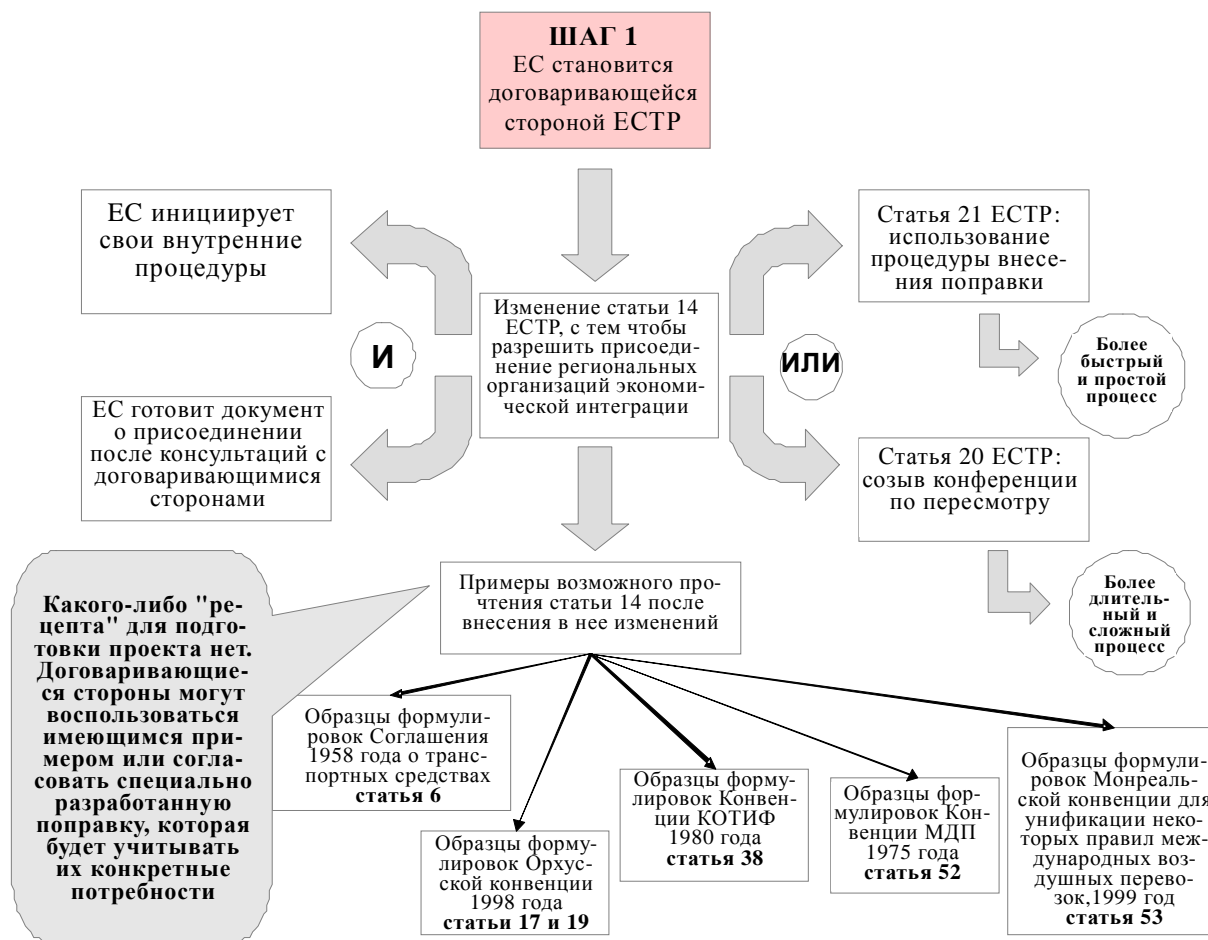 ШАГ 1
ЕС становится
договаривающейся
стороной ЕСТР
ЕС инициирует
свои внутренние
процедуры
Статья 21 ЕСТР:
использование
процедуры внесе-
ния поправки
Изменение статьи 14
ЕСТР, с тем чтобы
разрешить присоеди-
нение региональных
организаций экономи-
ческой интеграции
И
ИЛИ
Более
быстрый
и простой
процесс
ЕС готовит документ
о присоединении
после консультаций с
договаривающимися
сторонами
Статья 20 ЕСТР:
созыв конференции
по пересмотру
Более
длитель-
ный и
сложный
процесс
Примеры возможного про-
чтения статьи 14 после
внесения в нее изменений
Какого-либо "ре-
цепта" для подго-
товки проекта нет.
Договаривающие-
ся стороны могут
воспользоваться
имеющимся при-
мером или согла-
совать специально
разработанную
поправку, которая
будет учитывать
их конкретные
потребности
Образцы формули-
ровок Соглашения
1958 года о транс-
портных средствах
статья 6
Образцы форму-
лировок Орхус-
ской конвенции
1998 года
статьи 17 и 19
Образцы форму-
лировок Конвен-
ции КОТИФ
1980 года
статья 38
Образцы фор-
мулировок Кон-
венции МДП
1975 года
статья 52
Образцы формули-
ровок Монреаль-
ской конвенции для
унификации неко-
торых правил меж-
дународных воз-
душных перево-
зок,1999 год
статья 53